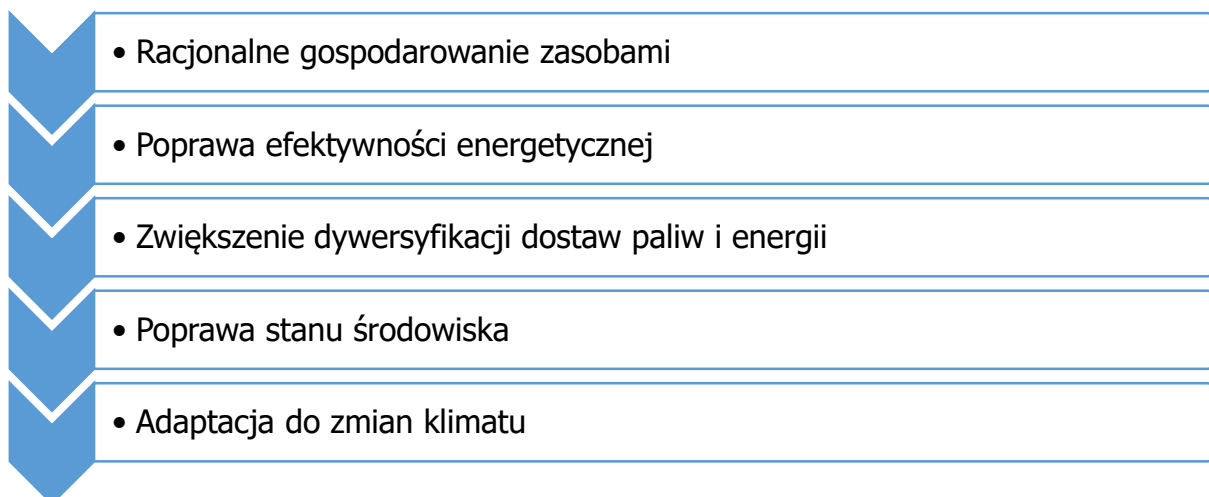 • Racjonalne gospodarowanie zasobami
• Poprawa efektywności energetycznej
• Zwiększenie dywersyfikacji dostaw paliw i energii
• Poprawa stanu środowiska
• Adaptacja do zmian klimatu